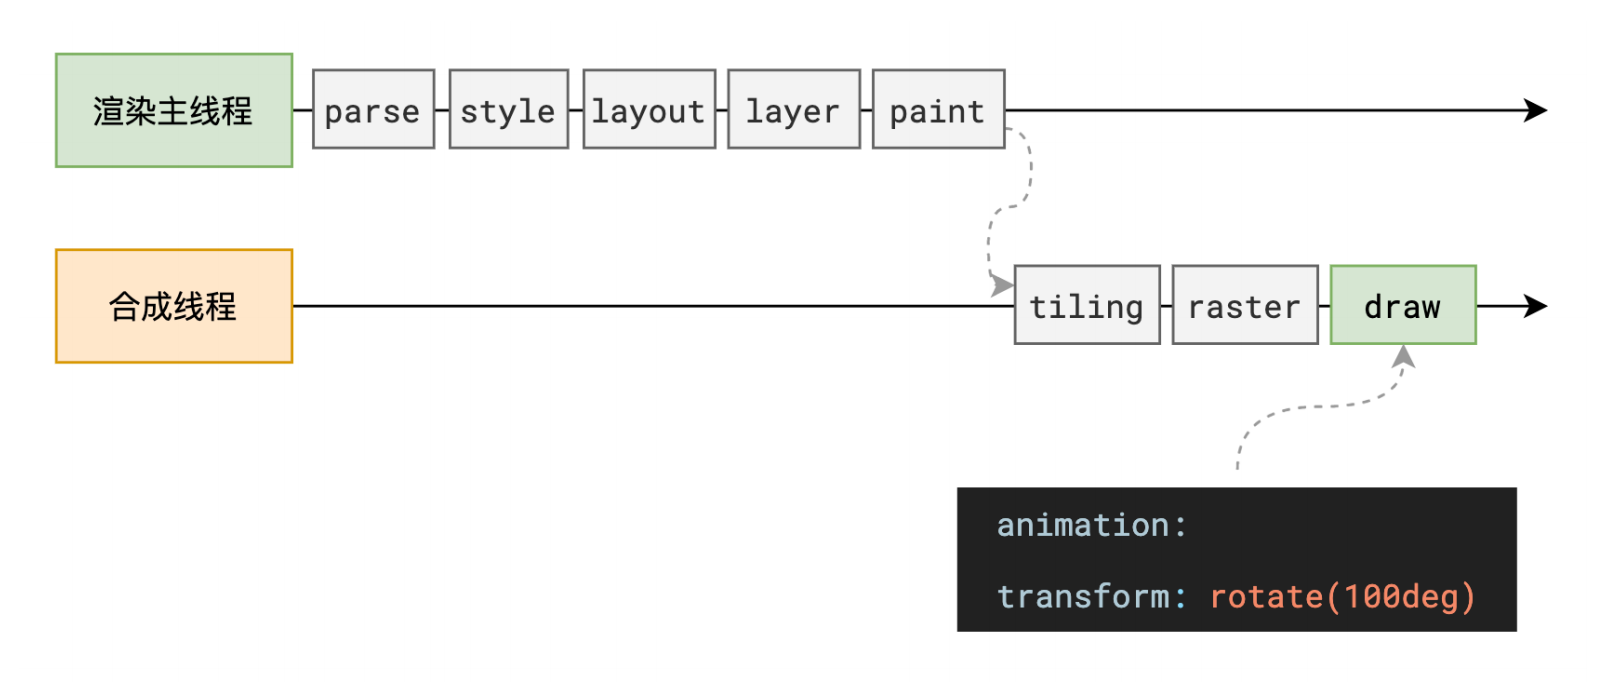 渲染主线程
parse
style
layout
layer
paint
合成线程
tiling
raster
draw
animation:
transform: rotate(100deg)